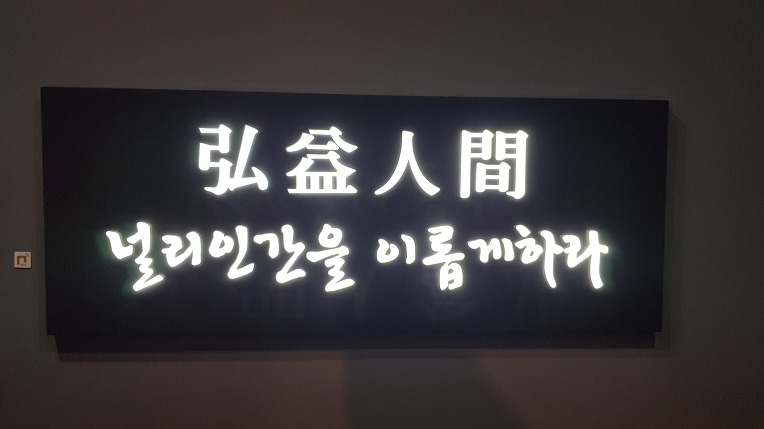 弘益人間
널리인간을 이롭게하라